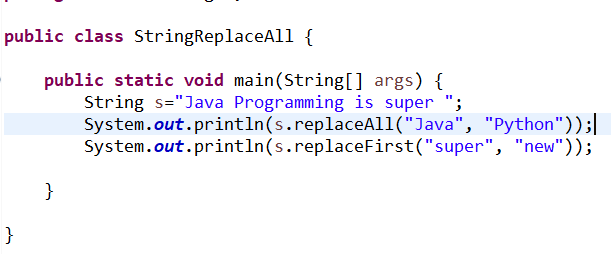 public class StringReplaceAll {
public static void main(String[] args) {
String s="Java Programming is super ";
System.out.println(s.replaceAll("Java", "Python"));
System.out.println(s.replaceFirst("super", "new"));
}
}